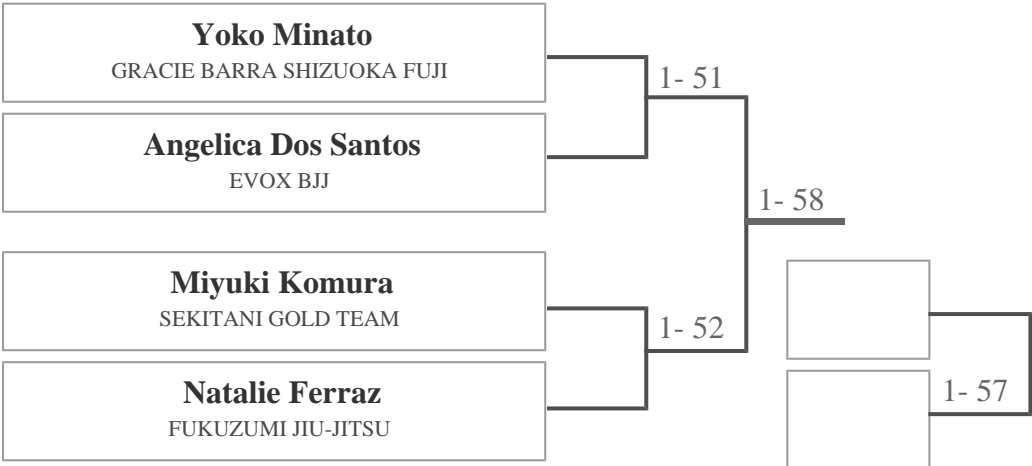 Yoko Minato
GRACIE BARRA SHIZUOKA FUJI
1- 51
Angelica Dos Santos
EVOX BJJ
1- 58
Miyuki Komura
SEKITANI GOLD TEAM
1- 52
Natalie Ferraz
FUKUZUMI JIU-JITSU
1- 57